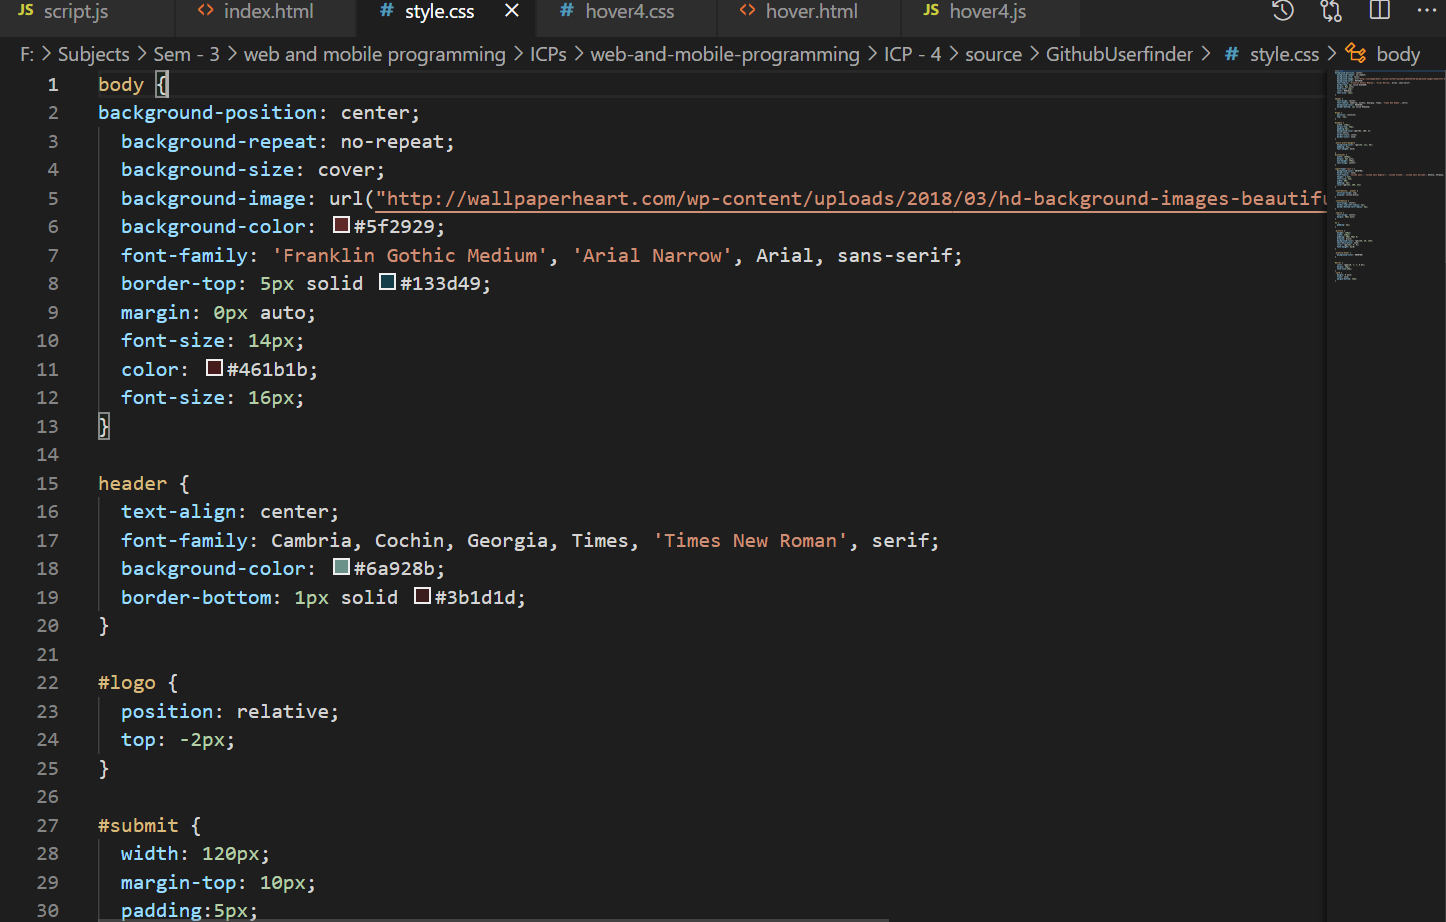 JS script.js <> index.html # style.css × # hover4.css <> hover.html JS hover4.js ...
F: > Subjects > Sem - 3 > web and mobile programming > ICPs > web-and-mobile-programming > ICP - 4 > source > GithubUserfinder > # style.css > body
1 body {
2 background-position: center;
3 background-repeat: no-repeat;
4 background-size: cover;
5 background-image: url("http://wallpaperheart.com/wp-content/uploads/2018/03/hd-background-images-beautifu
6 background-color: #5f2929;
7 font-family: 'Franklin Gothic Medium', 'Arial Narrow', Arial, sans-serif;
8 border-top: 5px solid #133d49;
9 margin: 0px auto;
10 font-size: 14px;
11 color: #461b1b;
12 font-size: 16px;
13 }
14
15 header {
16 text-align: center;
17 font-family: Cambria, Cochin, Georgia, Times, 'Times New Roman', serif;
18 background-color: #6a928b;
19 border-bottom: 1px solid #3b1d1d;
20 }
21
22 #logo {
23 position: relative;
24 top: -2px;
25 }
26
27 #submit {
28 width: 120px;
29 margin-top: 10px;
30 padding:5px;